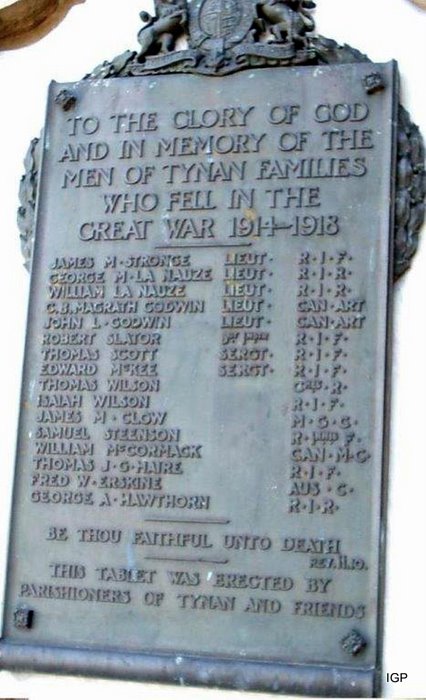 TO THE GLORY OF GOD
AND IN MEMORY OF THE
MEN OF TYNAN FAMILIES
WHO FELL IN THE
GREAT WAR 1914–1918
JAMES M·STRONGE LIEUT· R·I·F·
GEORGE M·LA NAUZE LIEUT· R·I·R·
WILLIAM LA NAUZE LIEUT· R·I·R·
C.B.MAGRATH GODWIN LIEUT· CAN·ART
JOHN L·GODWIN LIEUT· CAN·ART
ROBERT SLATOR R·I·F·
THOMAS SCOTT SERGT· R·I·F·
EDWARD McKEE SERGT· R·I·F·
THOMAS WILSON R·
ISAIAH WILSON R·I·F·
JAMES M·CLOW M·G·C·
SAMUEL STEENSON R· F·
WILLIAM McCORMACK CAN·M·G·
THOMAS J·G·HAIRE R·I·F·
FRED W·ERSKINE AUS·C·
GEORGE A·HAWTHORN R·I·R·
BE THOU FAITHFUL UNTO DEATH
REV.II.10.
THIS TABLET WAS ERECTED BY
PARISHIONERS OF TYNAN AND FRIENDS
IGP